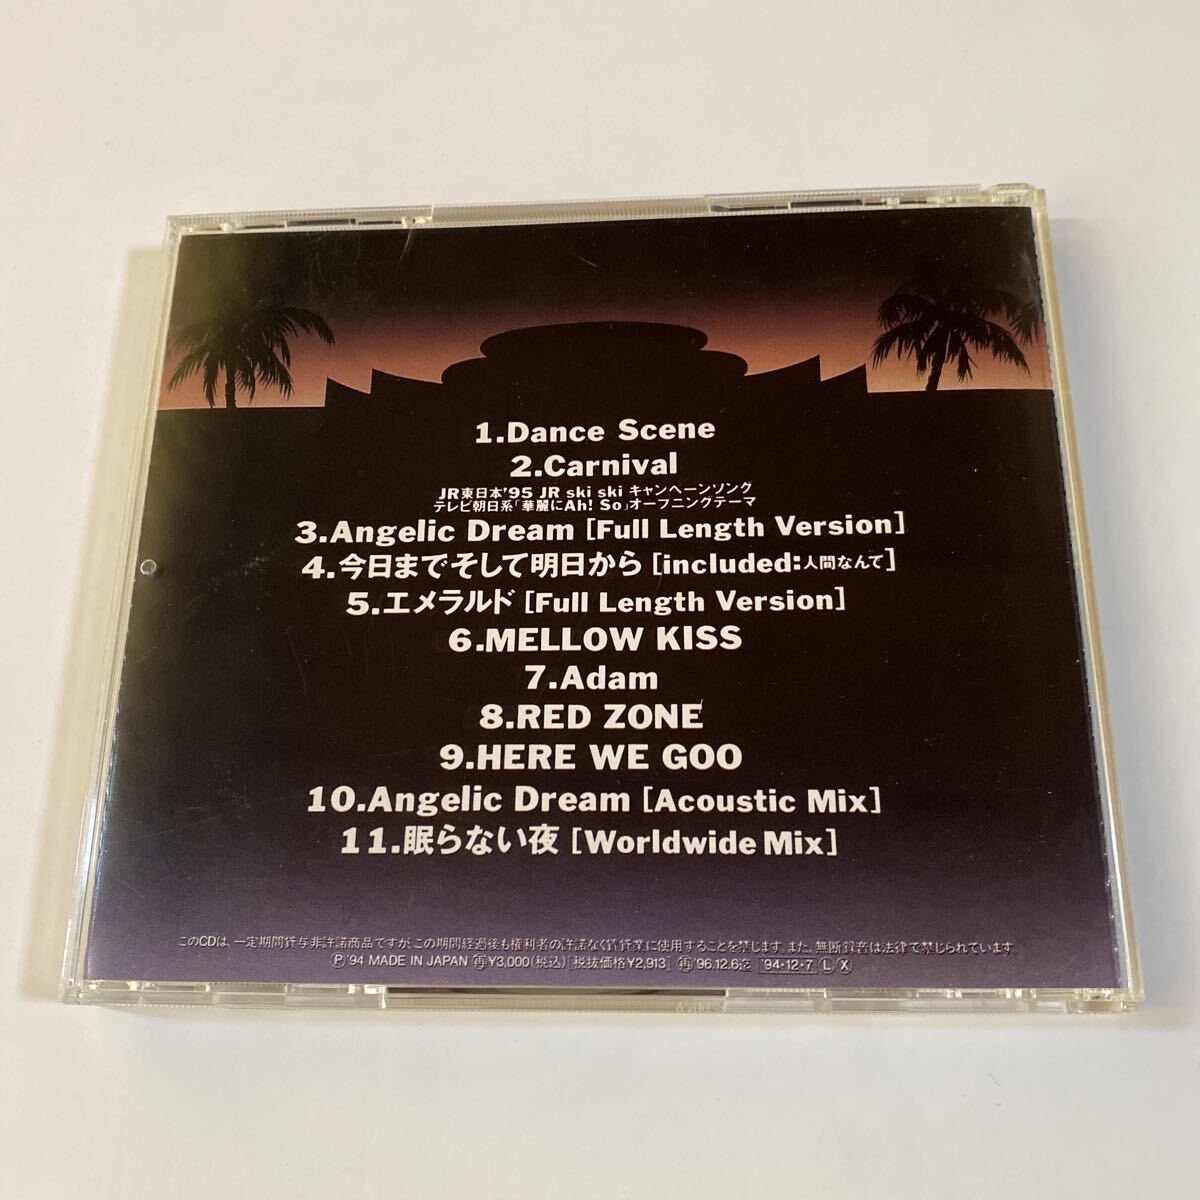 1.Dance Scene
2.Carnival
JR東日本'95 JR ski ski キャンペーンソング
テレビ朝日系「華麗にAh! So」オープニングテーマ
3.Angelic Dream [Full Length Version]
4.今日までそして明日から [included:人間なんて]
5.エメラルド [Full Length Version]
6.MELLOW KISS
7.Adam
8.RED ZONE
9.HERE WE GOO
10.Angelic Dream [Acoustic Mix]
11.眠らない夜 [Worldwide Mix]
このCDは、一定期間貸与非許諾商品ですが、この期間経過後も権利者の許諾なく賃貸業に使用することを禁じます。また、無断録音は法律で禁じられています。
Ⓟ'94 MADE IN JAPAN 再¥3,000(税込)[税抜価格¥2,913] 再'96.12.6迄 '94・12・7 Ⓛ Ⓧ